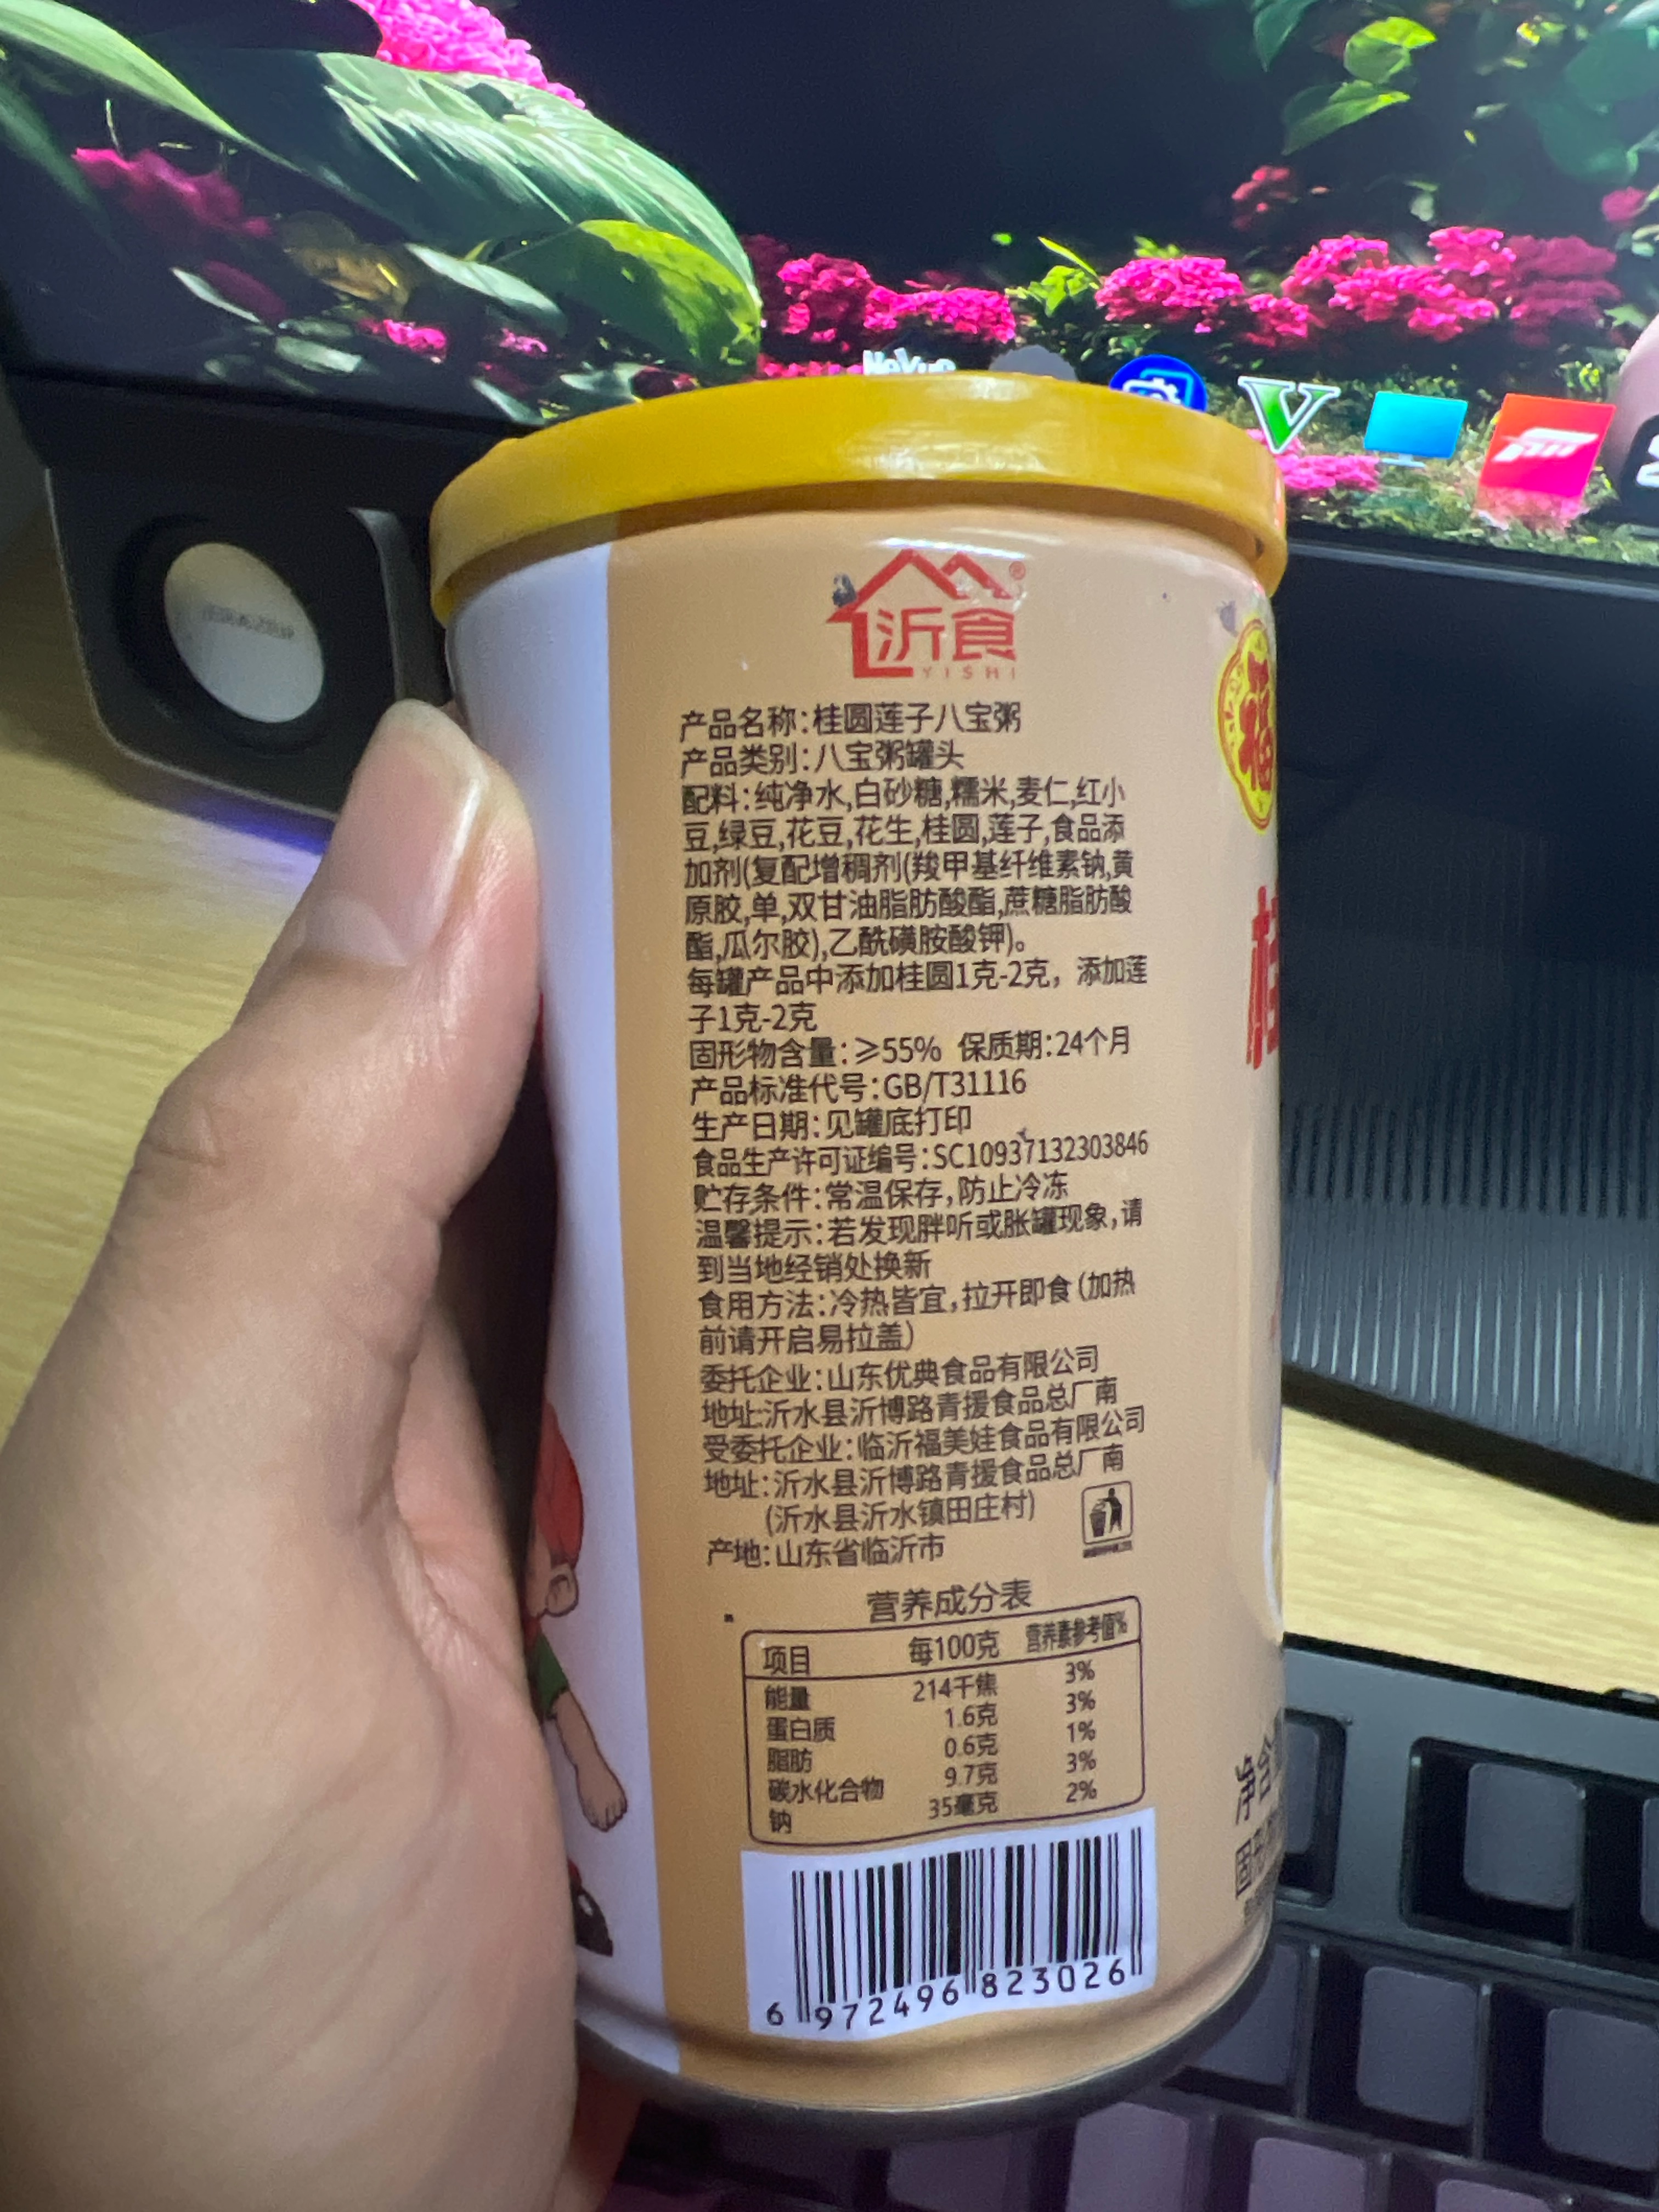 NeXus
沂食
YISHI
产品名称:桂圆莲子八宝粥
产品类别:八宝粥罐头
配料:纯净水,白砂糖,糯米,麦仁,红小
豆,绿豆,花豆,花生,桂圆,莲子,食品添
加剂(复配增稠剂(羧甲基纤维素钠,黄
原胶,单,双甘油脂肪酸酯,蔗糖脂肪酸
酯,瓜尔胶),乙酰磺胺酸钾)。
每罐产品中添加桂圆1克-2克，添加莲
子1克-2克
固形物含量:≥55% 保质期:24个月
产品标准代号:GB/T31116
生产日期:见罐底打印
食品生产许可证编号:SC10937132303846
贮存条件:常温保存,防止冷冻
温馨提示:若发现胖听或胀罐现象,请
到当地经销处换新
食用方法:冷热皆宜,拉开即食(加热
前请开启易拉盖)
委托企业:山东优典食品有限公司
地址:沂水县沂博路青援食品总厂南
受委托企业:临沂福美娃食品有限公司
地址:沂水县沂博路青援食品总厂南
(沂水县沂水镇田庄村)
产地:山东省临沂市
营养成分表
项目 每100克 营养素参考值%
能量 214千焦 3%
蛋白质 1.6克 3%
脂肪 0.6克 1%
碳水化合物 9.7克 3%
钠 35毫克 2%
6 972496 823026
福
桂
净含
固形